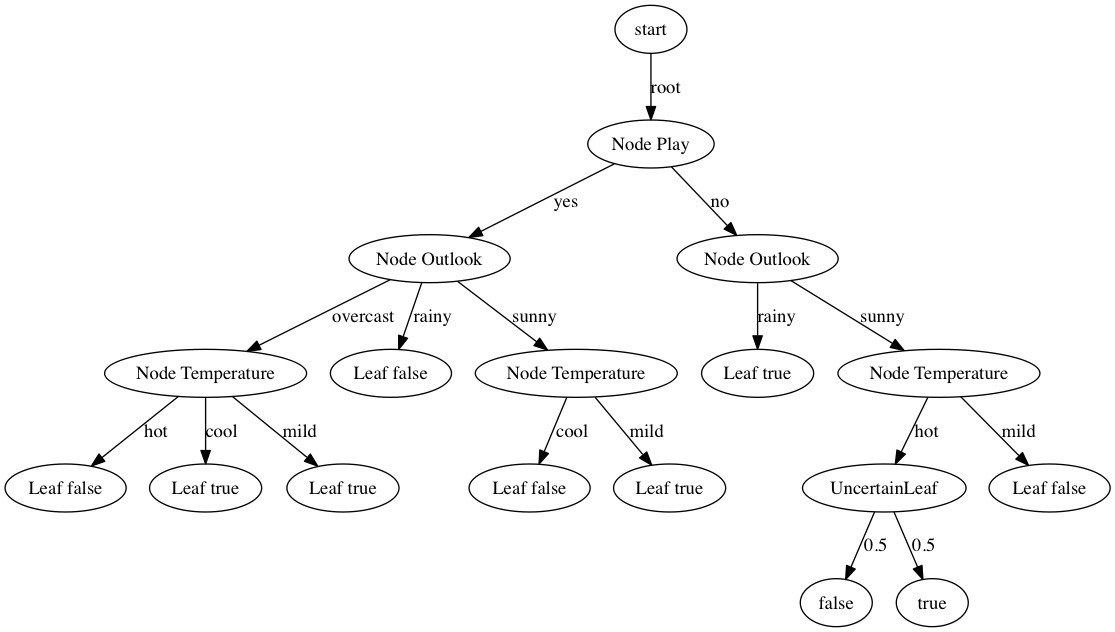 start
root
Node Play
yes
no
Node Outlook
Node Outlook
overcast
rainy
sunny
rainy
sunny
Node Temperature
Leaf false
Node Temperature
Leaf true
Node Temperature
hot
cool
mild
cool
mild
hot
mild
Leaf false
Leaf true
Leaf true
Leaf false
Leaf true
UncertainLeaf
Leaf false
0.5
0.5
false
true